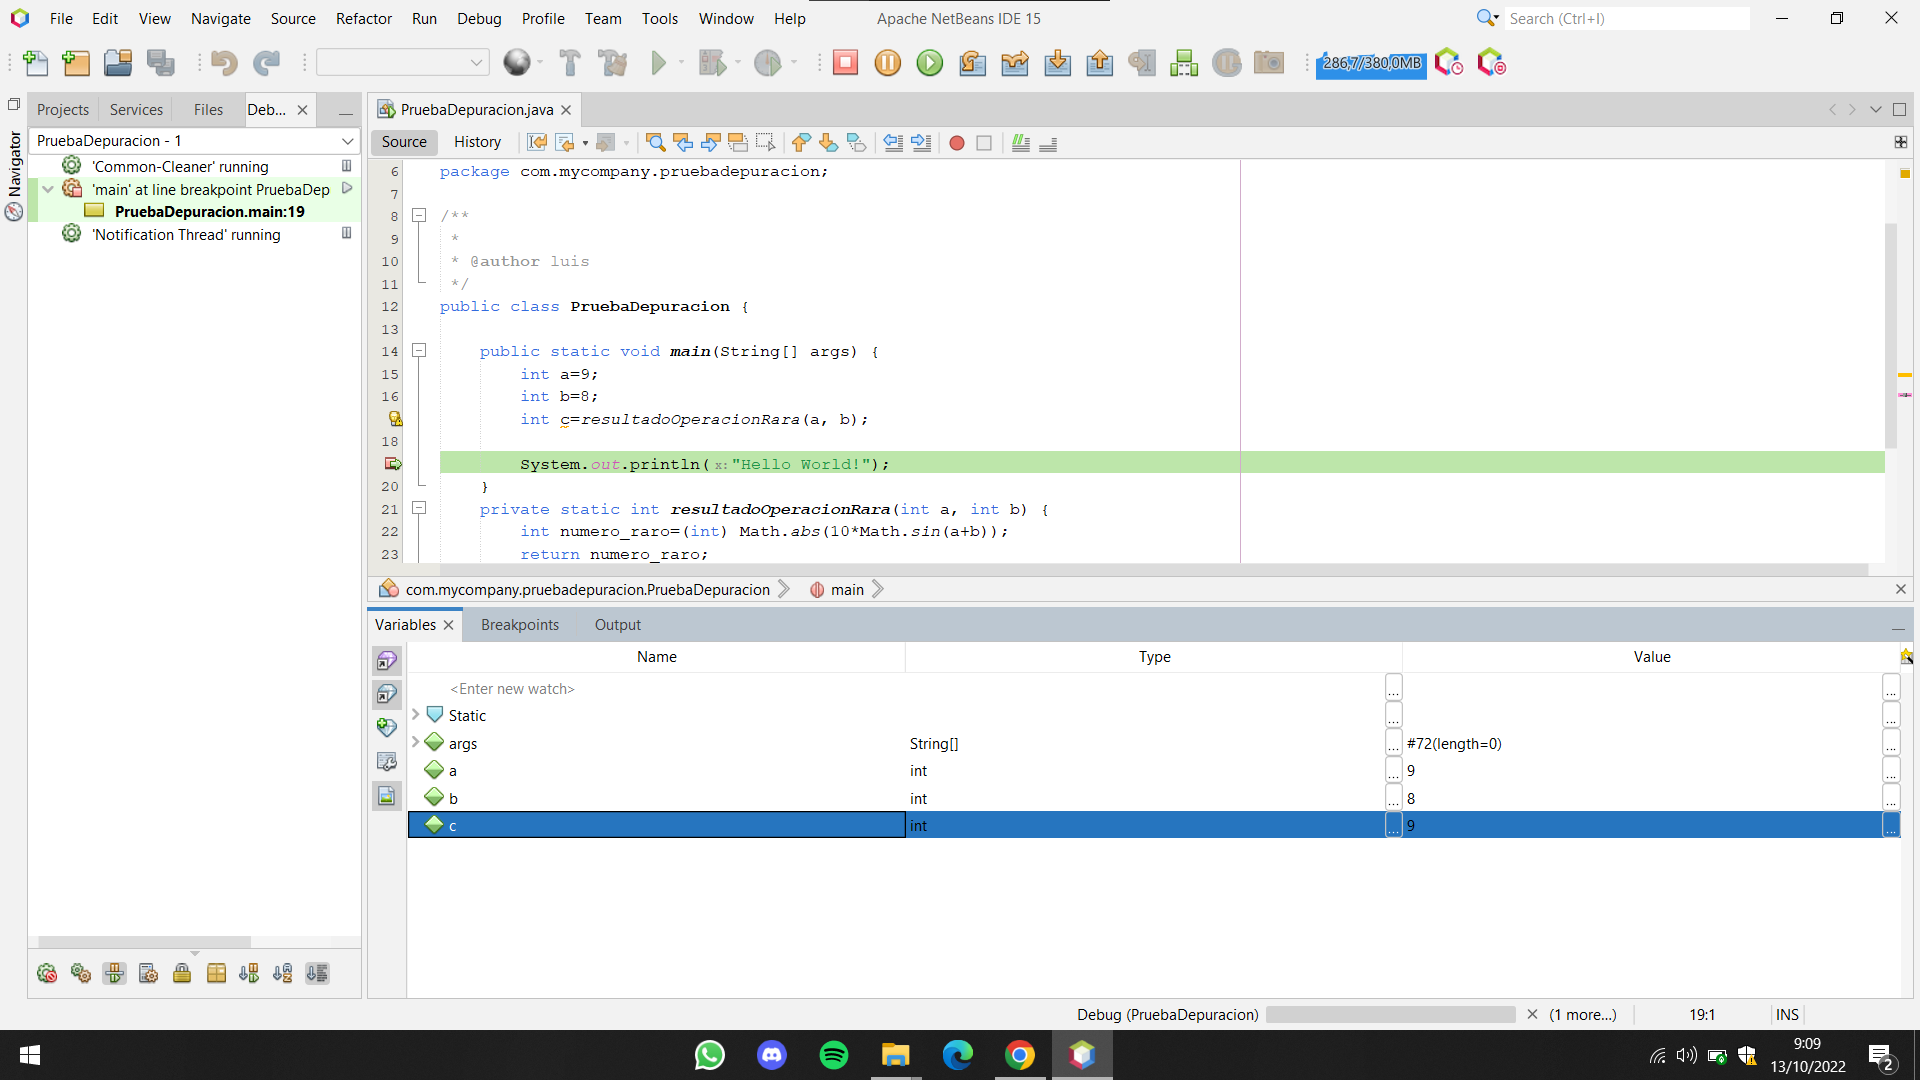 File Edit View Navigate Source Refactor Run Debug Profile Team Tools Window Help Apache NetBeans IDE 15 Search (Ctrl+I)
286,7/380,0MB
Projects Services Files Deb... PruebaDepuracion.java
PruebaDepuracion - 1
Source History
Navigator
'Common-Cleaner' running
'main' at line breakpoint PruebaDep
PruebaDepuracion.main:19
'Notification Thread' running
6 package com.mycompany.pruebadepuracion;
7
8 /**
9 *
10 * @author luis
11 */
12 public class PruebaDepuracion {
13
14 public static void main(String[] args) {
15 int a=9;
16 int b=8;
int c=resultadoOperacionRara(a, b);
18
System.out.println(x:"Hello World!");
20 }
21 private static int resultadoOperacionRara(int a, int b) {
22 int numero_raro=(int) Math.abs(10*Math.sin(a+b));
23 return numero_raro;
com.mycompany.pruebadepuracion.PruebaDepuracion main
Variables Breakpoints Output
Name Type Value
<Enter new watch> ... ...
Static ... ...
args String[] ... #72(length=0) ...
a int ... 9 ...
b int ... 8 ...
c int ... 9 ...
Debug (PruebaDepuracion) (1 more...) 19:1 INS
9:09
13/10/2022
2